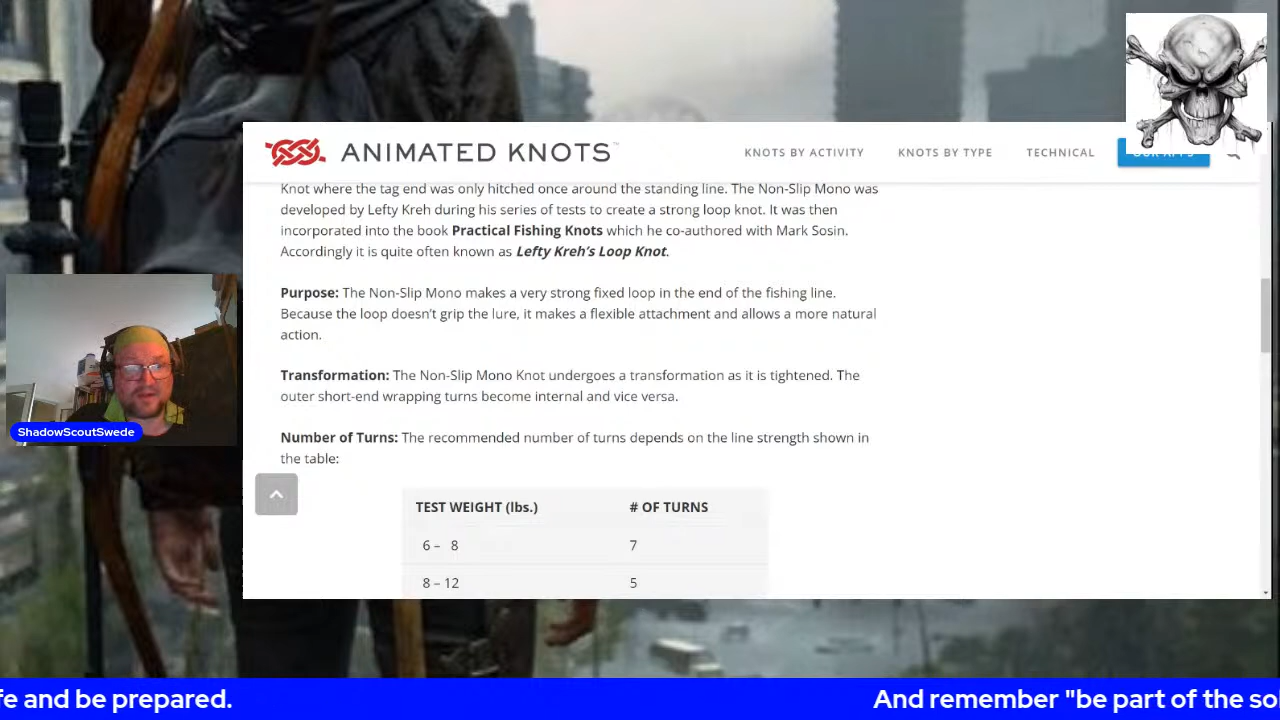 ANIMATED KNOTS™
KNOTS BY ACTIVITY
KNOTS BY TYPE
TECHNICAL
OUR APPS
Knot where the tag end was only hitched once around the standing line. The Non-Slip Mono was
developed by Lefty Kreh during his series of tests to create a strong loop knot. It was then
incorporated into the book Practical Fishing Knots which he co-authored with Mark Sosin.
Accordingly it is quite often known as Lefty Kreh’s Loop Knot.
Purpose: The Non-Slip Mono makes a very strong fixed loop in the end of the fishing line.
Because the loop doesn’t grip the lure, it makes a flexible attachment and allows a more natural
action.
Transformation: The Non-Slip Mono Knot undergoes a transformation as it is tightened. The
outer short-end wrapping turns become internal and vice versa.
Number of Turns: The recommended number of turns depends on the line strength shown in
the table:
TEST WEIGHT (lbs.) # OF TURNS
6 – 8 7
8 – 12 5
ShadowScoutSwede
fe and be prepared.
And remember "be part of the so